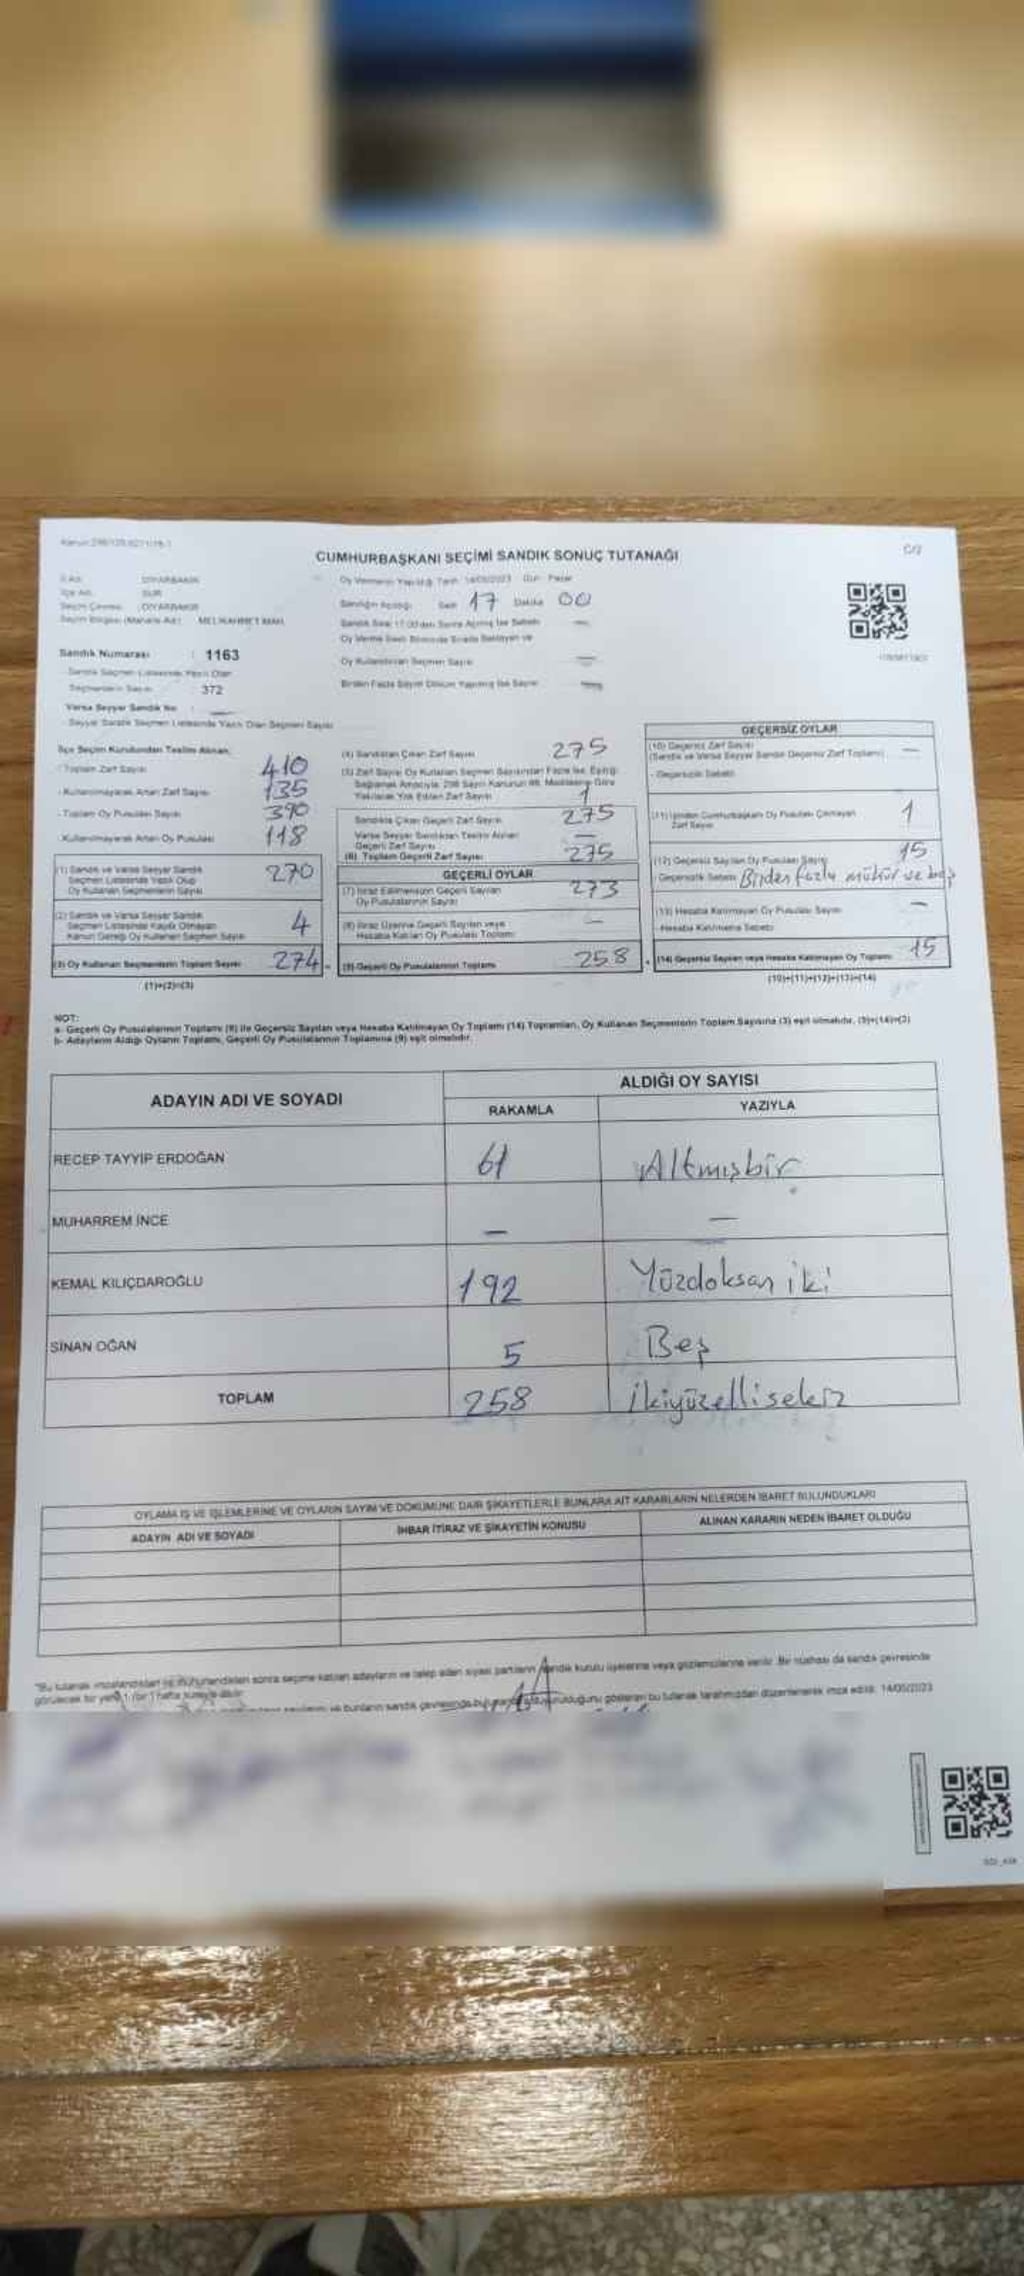 CUMHURBAŞKANI SEÇİMİ SANDIK SONUÇ TUTANAĞI
C/2
İl Adı: DİYARBAKIR
İlçe Adı: SUR
Seçim Çevresi: DİYARBAKIR
Seçim Bölgesi (Mahalle Adı): MELİKAHMET MAH.
Oy Vermenin Yapıldığı Tarih: 14/05/2023 Gün: Pazar
Sandığın Açıldığı: Saat 17 Dakika 00
Sandık Saat 17:00'den Sonra Açılmış İse Sebebi —
Oy Verme Saati Bitiminde Sırada Bekleyen ve
Oy Kullandırılan Seçmen Sayısı —
Birden Fazla Sayım Döküm Yapılmış İse Sayısı —
Sandık Numarası : 1163
Sandık Seçmen Listesinde Yazılı Olan
Seçmenlerin Sayısı 372
Varsa Seyyar Sandık No : —
Seyyar Sandık Seçmen Listesinde Yazılı Olan Seçmen Sayısı
İlçe Seçim Kurulundan Teslim Alınan;
- Toplam Zarf Sayısı 410
- Kullanılmayarak Artan Zarf Sayısı 135
- Toplam Oy Pusulası Sayısı 390
- Kullanılmayarak Artan Oy Pusulası 118
(1) Sandık ve Varsa Seyyar Sandık
Seçmen Listesinde Yazılı Olup
Oy Kullanan Seçmenlerin Sayısı 270
(2) Sandık ve Varsa Seyyar Sandık
Seçmen Listesinde Kaydı Olmayan
Kanun Gereği Oy Kullanan Seçmen Sayısı 4
(3) Oy Kullanan Seçmenlerin Toplam Sayısı 274
(1)+(2)=(3)
(4) Sandıktan Çıkan Zarf Sayısı 275
(5) Zarf Sayısı Oy Kullanan Seçmen Sayısından Fazla İse, Eşitliği
Sağlamak Amacıyla 298 Sayılı Kanunun 98. Maddesine Göre
Yakılarak Yok Edilen Zarf Sayısı 1
Sandıkta Çıkan Geçerli Zarf Sayısı 275
Varsa Seyyar Sandıktan Teslim Alınan
Geçerli Zarf Sayısı —
(6) Toplam Geçerli Zarf Sayısı 275
GEÇERLİ OYLAR
(7) İtiraz Edilmeksizin Geçerli Sayılan
Oy Pusulalarının Sayısı 273
(8) İtiraz Üzerine Geçerli Sayılan veya
Hesaba Katılan Oy Pusulası Toplamı —
(9) Geçerli Oy Pusulalarının Toplamı 258
GEÇERSİZ OYLAR
(10) Geçersiz Zarf Sayısı
(Sandık ve Varsa Seyyar Sandık Geçersiz Zarf Toplamı) —
- Geçersizlik Sebebi
(11) İçinden Cumhurbaşkanı Oy Pusulası Çıkmayan
Zarf Sayısı 1
(12) Geçersiz Sayılan Oy Pusulası Sayısı 15
- Geçersizlik Sebebi Birden fazla mühür ve boş
(13) Hesaba Katılmayan Oy Pusulası Sayısı —
- Hesaba Katılmama Sebebi
(14) Geçersiz Sayılan veya Hesaba Katılmayan Oy Toplamı 15
(10)+(11)+(12)+(13)=(14)
NOT:
a- Geçerli Oy Pusulalarının Toplamı (9) ile Geçersiz Sayılan veya Hesaba Katılmayan Oy Toplamı (14) Toplamları, Oy Kullanan Seçmenlerin Toplam Sayısına (3) eşit olmalıdır. (9)+(14)=(3)
b- Adayların Aldığı Oyların Toplamı, Geçerli Oy Pusulalarının Toplamına (9) eşit olmalıdır.
ADAYIN ADI VE SOYADI
ALDIĞI OY SAYISI
RAKAMLA YAZIYLA
RECEP TAYYİP ERDOĞAN 61 Altmışbir
MUHARREM İNCE — —
KEMAL KILIÇDAROĞLU 192 Yüzdoksan iki
SİNAN OĞAN 5 Beş
TOPLAM 258 İkiyüzellisekiz
OYLAMA İŞ VE İŞLEMLERİNE VE OYLARIN SAYIM VE DÖKÜMÜNE DAİR ŞİKAYETLERLE BUNLARA AİT KARARLARIN NELERDEN İBARET BULUNDUKLARI
ADAYIN ADI VE SOYADI İHBAR İTİRAZ VE ŞİKAYETİN KONUSU ALINAN KARARIN NEDEN İBARET OLDUĞU
"Bu tutanak imzalandıktan ve mühürlendikten sonra seçime katılan adayların ve talep eden siyasi partilerin sandık kurulu üyelerine veya gözlemcilerine verilir. Bir nüshası da sandık çevresinde
görülecek bir yere 1 (bir) hafta süreyle asılır.
sayılarını ve bunların sandık çevresinde duyurulduğunu gösteren bu tutanak tarafımızdan düzenlenerek imza edildi. 14/05/2023